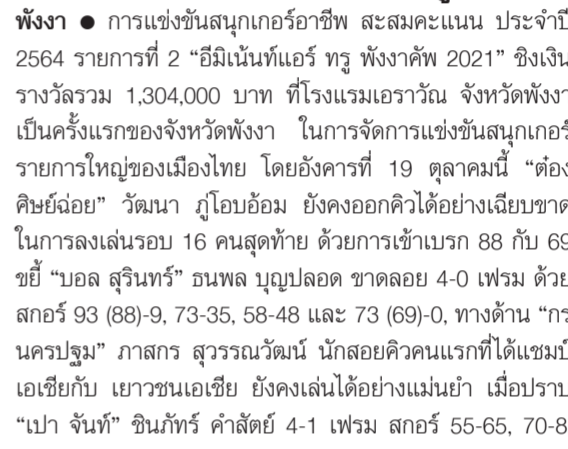 พังงา ● การแข่งขันสนุกเกอร์อาชีพ สะสมคะแนน ประจำปี
2564 รายการที่ 2 “อีมิเน้นท์แอร์ ทรู พังงาคัพ 2021” ชิงเงิน
รางวัลรวม 1,304,000 บาท ที่โรงแรมเอราวัณ จังหวัดพังงา
เป็นครั้งแรกของจังหวัดพังงา ในการจัดการแข่งขันสนุกเกอร์
รายการใหญ่ของเมืองไทย โดยอังคารที่ 19 ตุลาคมนี้ “ต๋อง
ศิษย์ฉ่อย” วัฒนา ภู่โอบอ้อม ยังคงออกคิวได้อย่างเฉียบขาด
ในการลงเล่นรอบ 16 คนสุดท้าย ด้วยการเข้าเบรก 88 กับ 69
ขยี้ “บอล สุรินทร์” ธนพล บุญปลอด ขาดลอย 4-0 เฟรม ด้วย
สกอร์ 93 (88)-9, 73-35, 58-48 และ 73 (69)-0, ทางด้าน “กร
นครปฐม” ภาสกร สุวรรณวัฒน์ นักสอยคิวคนแรกที่ได้แชมป์
เอเชียกับ เยาวชนเอเชีย ยังคงเล่นได้อย่างแม่นยำ เมื่อปราบ
“เปา จันท์” ชินภัทร์ คำสัตย์ 4-1 เฟรม สกอร์ 55-65, 70-8